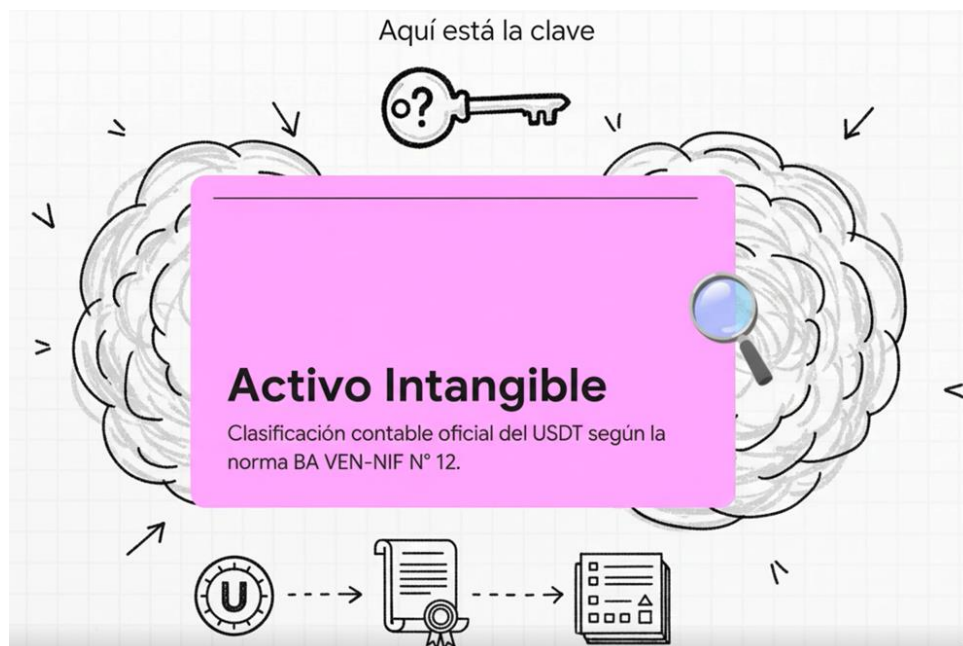 Aquí está la clave
?
Activo Intangible
Clasificación contable oficial del USDT según la
norma BA VEN-NIF N° 12.
U